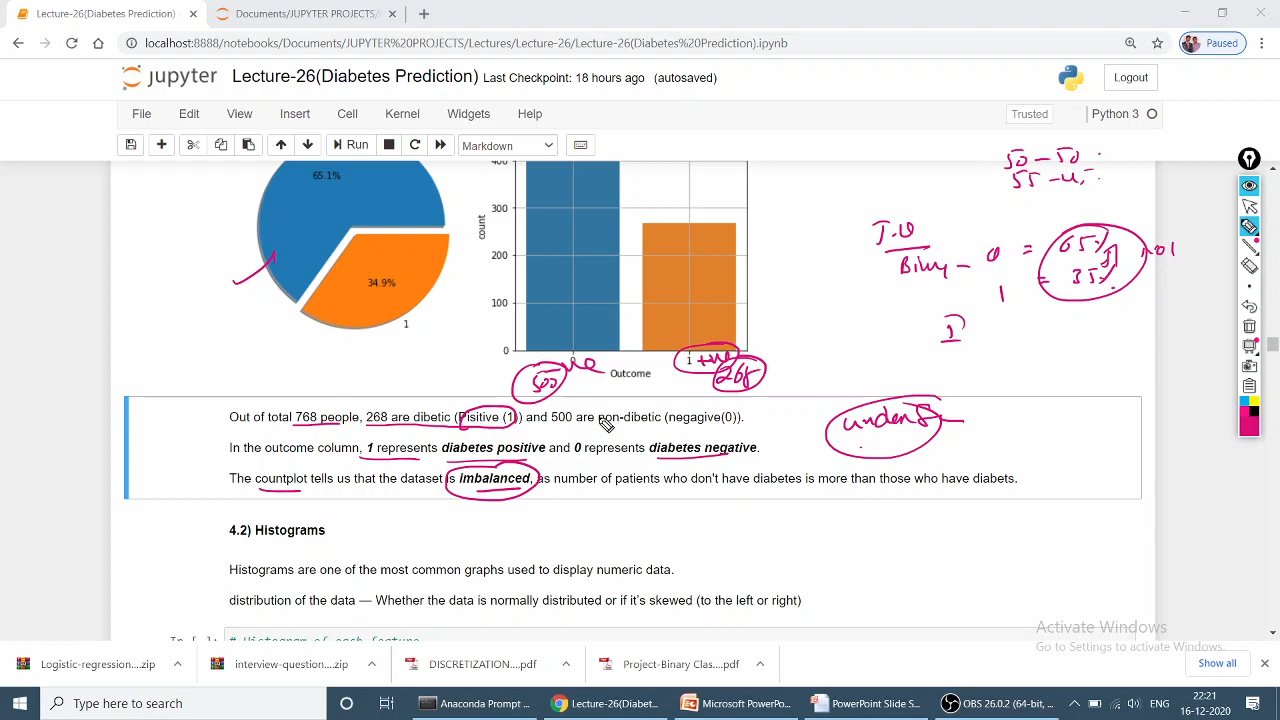 Lecture-26(Diabetes Prediction)
Documents/JUPYTER PROJECTS/
localhost:8888/notebooks/Documents/JUPYTER%20PROJECTS/Lectures/Lecture-26/Lecture-26(Diabetes%20Prediction).ipynb
Paused
jupyter Lecture-26(Diabetes Prediction) Last Checkpoint: 18 hours ago (autosaved)
Logout
File Edit View Insert Cell Kernel Widgets Help
Trusted Python 3
Run Markdown
50 - 50
55 -
65.1%
34.9%
1
count
400
300
200
100
0
1
Outcome
500
-ve
+ve
268
0 = 65%
1 = 35%
Out of total 768 people, 268 are dibetic (Pisitive (1)) and 500 are non-dibetic (negagive(0)).
In the outcome column, 1 represents diabetes positive and 0 represents diabetes negative.
The countplot tells us that the dataset is imbalanced, as number of patients who don't have diabetes is more than those who have diabets.
4.2) Histograms
Histograms are one of the most common graphs used to display numeric data.
distribution of the data — Whether the data is normally distributed or if it's skewed (to the left or right)
# Histogram of each feature
Activate Windows
Go to Settings to activate Windows.
Logistic-regression....zip
interview-question....zip
DISCRETIZATION....pdf
Project-Binary Clas....pdf
Show all
Type here to search
Anaconda Prompt ...
Lecture-26(Diabet...
Microsoft PowerPo...
PowerPoint Slide S...
OBS 26.0.2 (64-bit, ...
ENG
22:21
16-12-2020